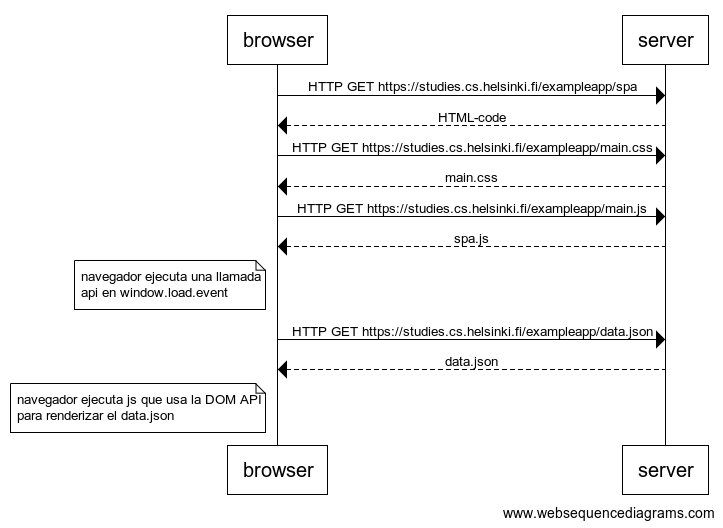 browser
server
HTTP GET https://studies.cs.helsinki.fi/exampleapp/spa
HTML-code
HTTP GET https://studies.cs.helsinki.fi/exampleapp/main.css
main.css
HTTP GET https://studies.cs.helsinki.fi/exampleapp/main.js
spa.js
navegador ejecuta una llamada
api en window.load.event
HTTP GET https://studies.cs.helsinki.fi/exampleapp/data.json
data.json
navegador ejecuta js que usa la DOM API
para renderizar el data.json
browser
server
www.websequencediagrams.com